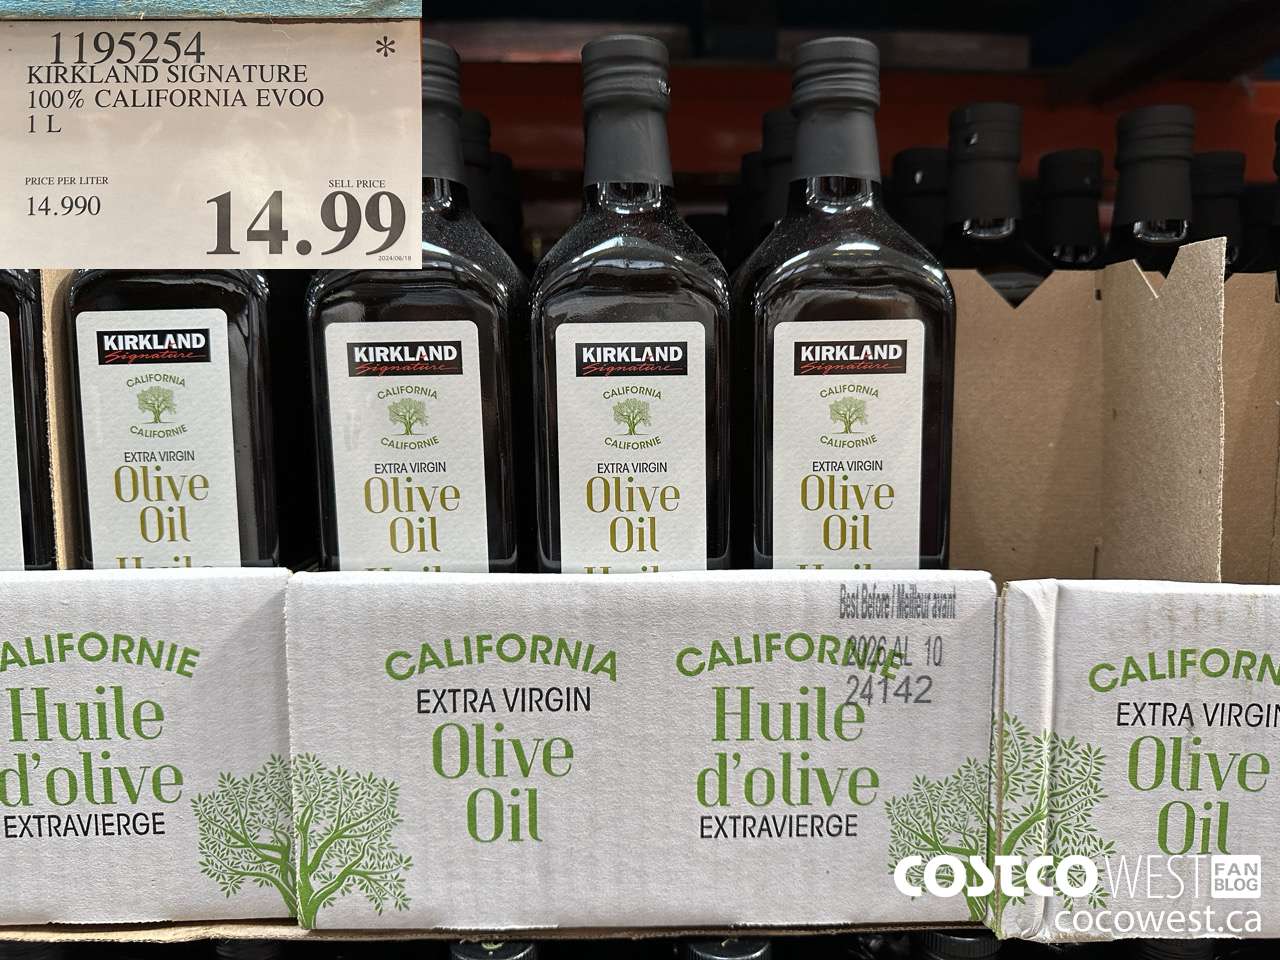 1195254 *
KIRKLAND SIGNATURE
100% CALIFORNIA EVOO
1 L
PRICE PER LITER
14.990
SELL PRICE
14.99
2024/06/18
KIRKLAND
Signature
CALIFORNIA
CALIFORNIE
EXTRA VIRGIN
Olive
Oil
Huile
KIRKLAND
Signature
CALIFORNIA
CALIFORNIE
EXTRA VIRGIN
Olive
Oil
KIRKLAND
Signature
CALIFORNIA
CALIFORNIE
EXTRA VIRGIN
Olive
Oil
KIRKLAND
Signature
CALIFORNIA
CALIFORNIE
EXTRA VIRGIN
Olive
Oil
ALIFORNIE
Huile
d'olive
EXTRAVIERGE
CALIFORNIA
EXTRA VIRGIN
Olive
Oil
Best Before / Meilleur avant
2026 AL 10
24142
CALIFORNIE
Huile
d'olive
EXTRAVIERGE
CALIFORN
EXTRA VIRGIN
Olive
Oil
COSTCO WEST FAN BLOG
cocowest.ca